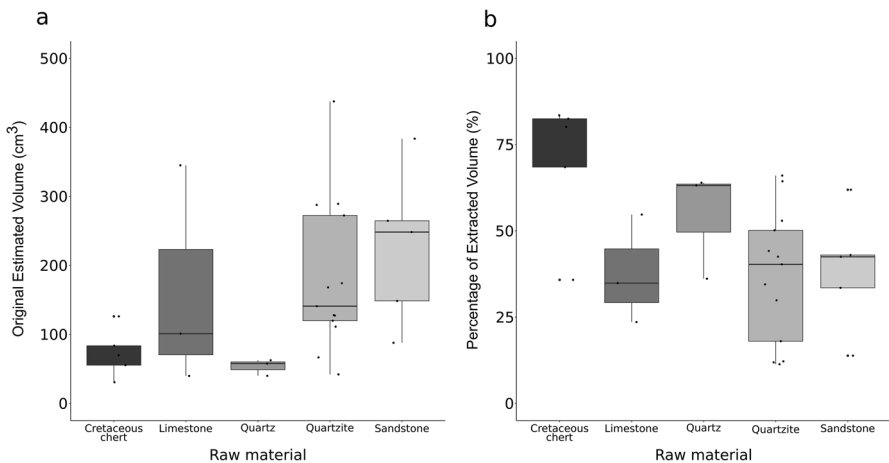 a
Original Estimated Volume (cm3)
500
400
300
200
100
0
Cretaceous
chert
Limestone
Quartz
Quartzite
Sandstone
Raw material
b
Percentage of Extracted Volume (%)
100
75
50
25
0
Cretaceous
chert
Limestone
Quartz
Quartzite
Sandstone
Raw material